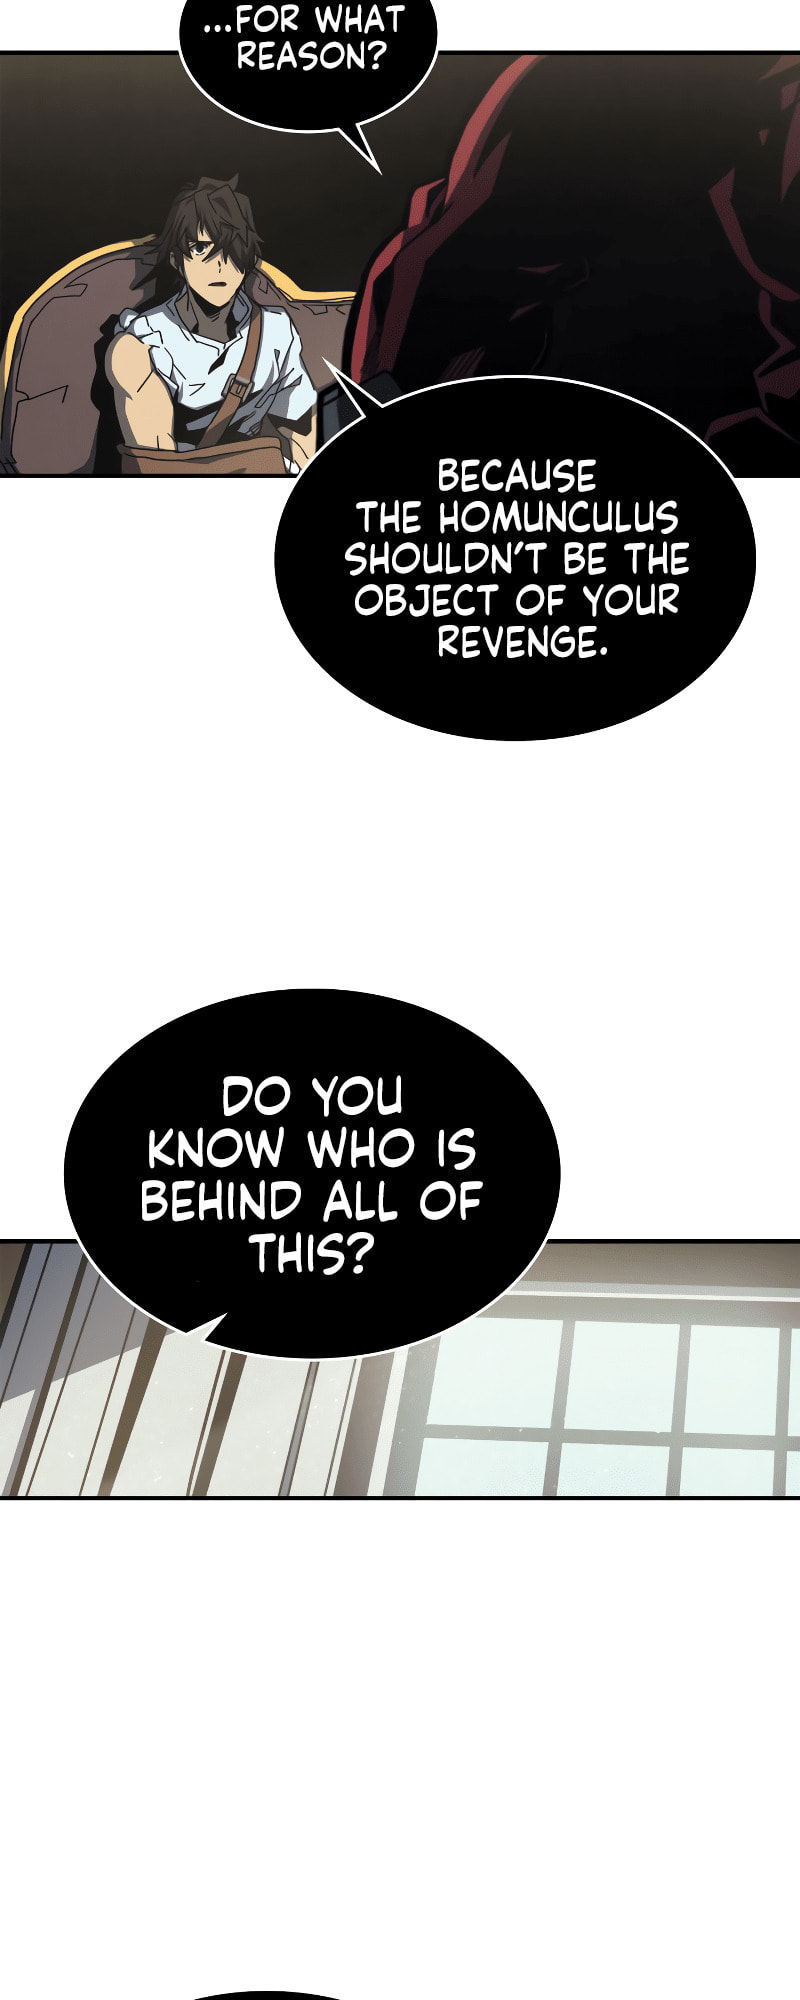 ...FOR WHAT
REASON?
BECAUSE
THE HOMUNCULUS
SHOULDN'T BE THE
OBJECT OF YOUR
REVENGE.
DO YOU
KNOW WHO IS
BEHIND ALL OF
THIS?